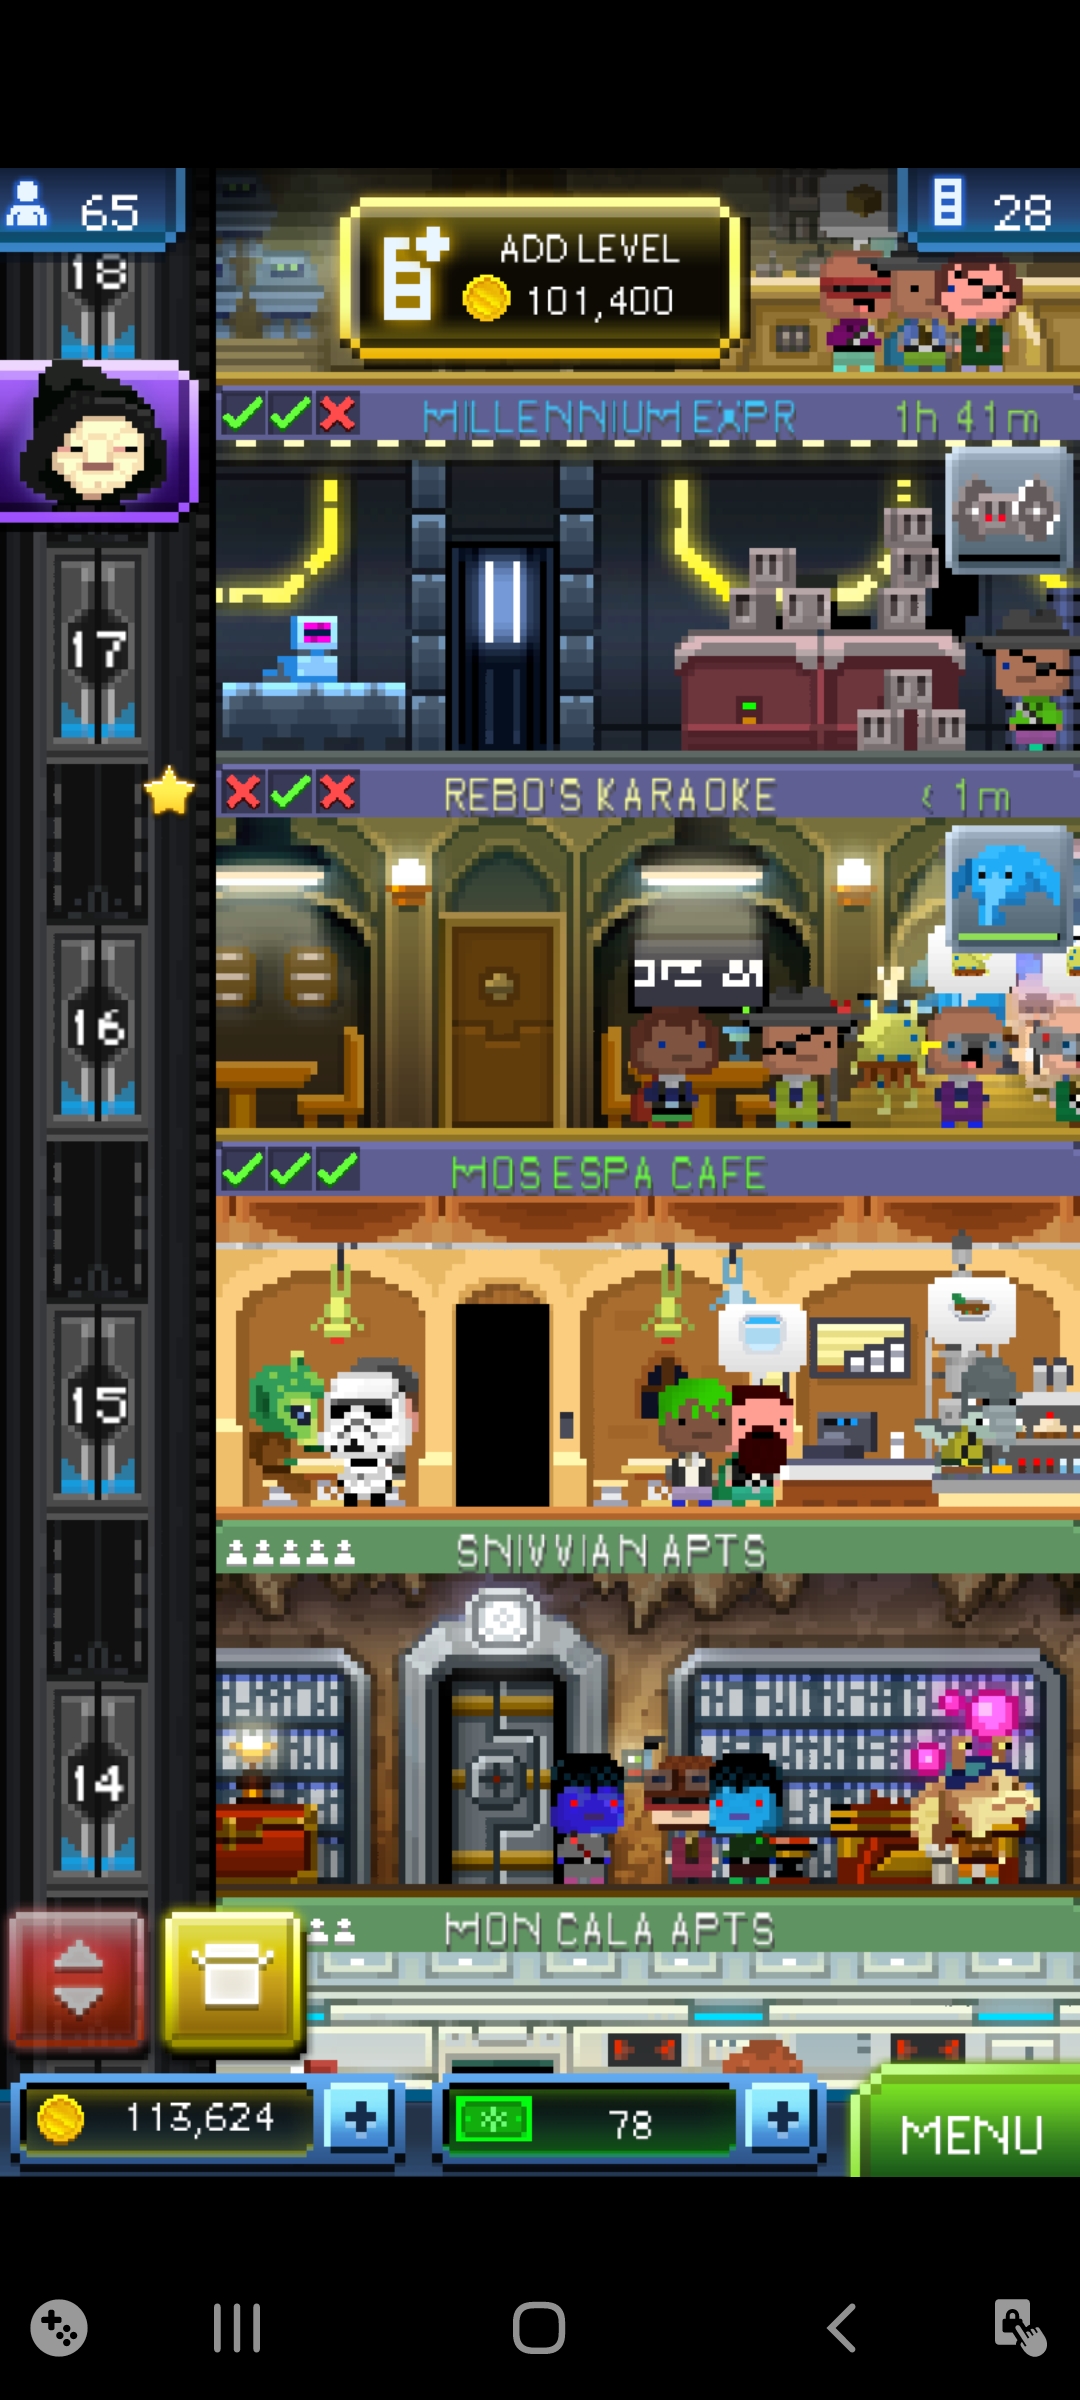 65
28
18
ADD LEVEL
101,400
MILLENNIUM EXPR
1h 41m
17
REBO'S KARAOKE
< 1m
16
MOS ESPA CAFE
15
SNIVVIAN APTS
14
MON CALA APTS
113,624
78
MENU